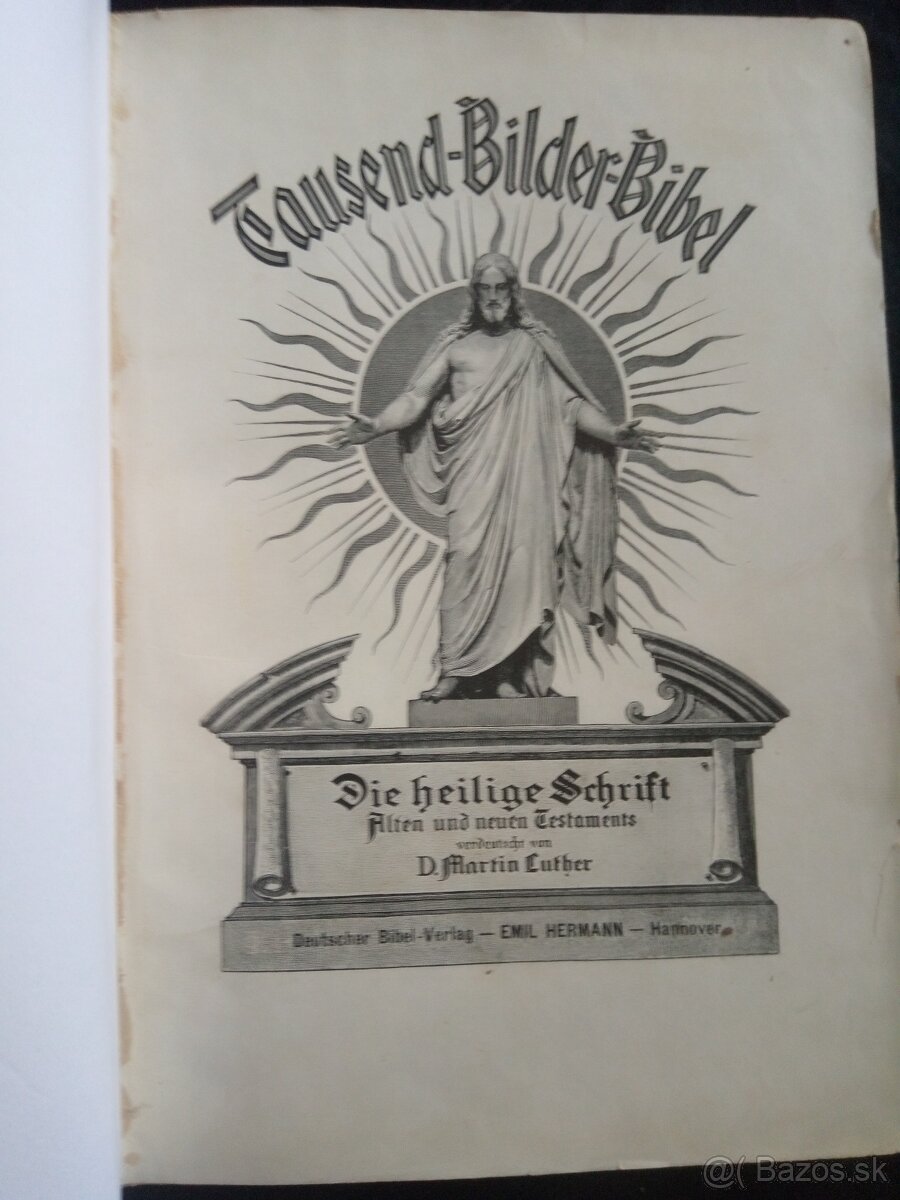 Tausend-Bilder-Bibel
Die heilige Schrift
Alten und neuen Testaments
verdeutscht von
D. Martin Luther
Deutscher Bibel-Verlag — EMIL HERMANN — Hannover
@( Bazos.sk